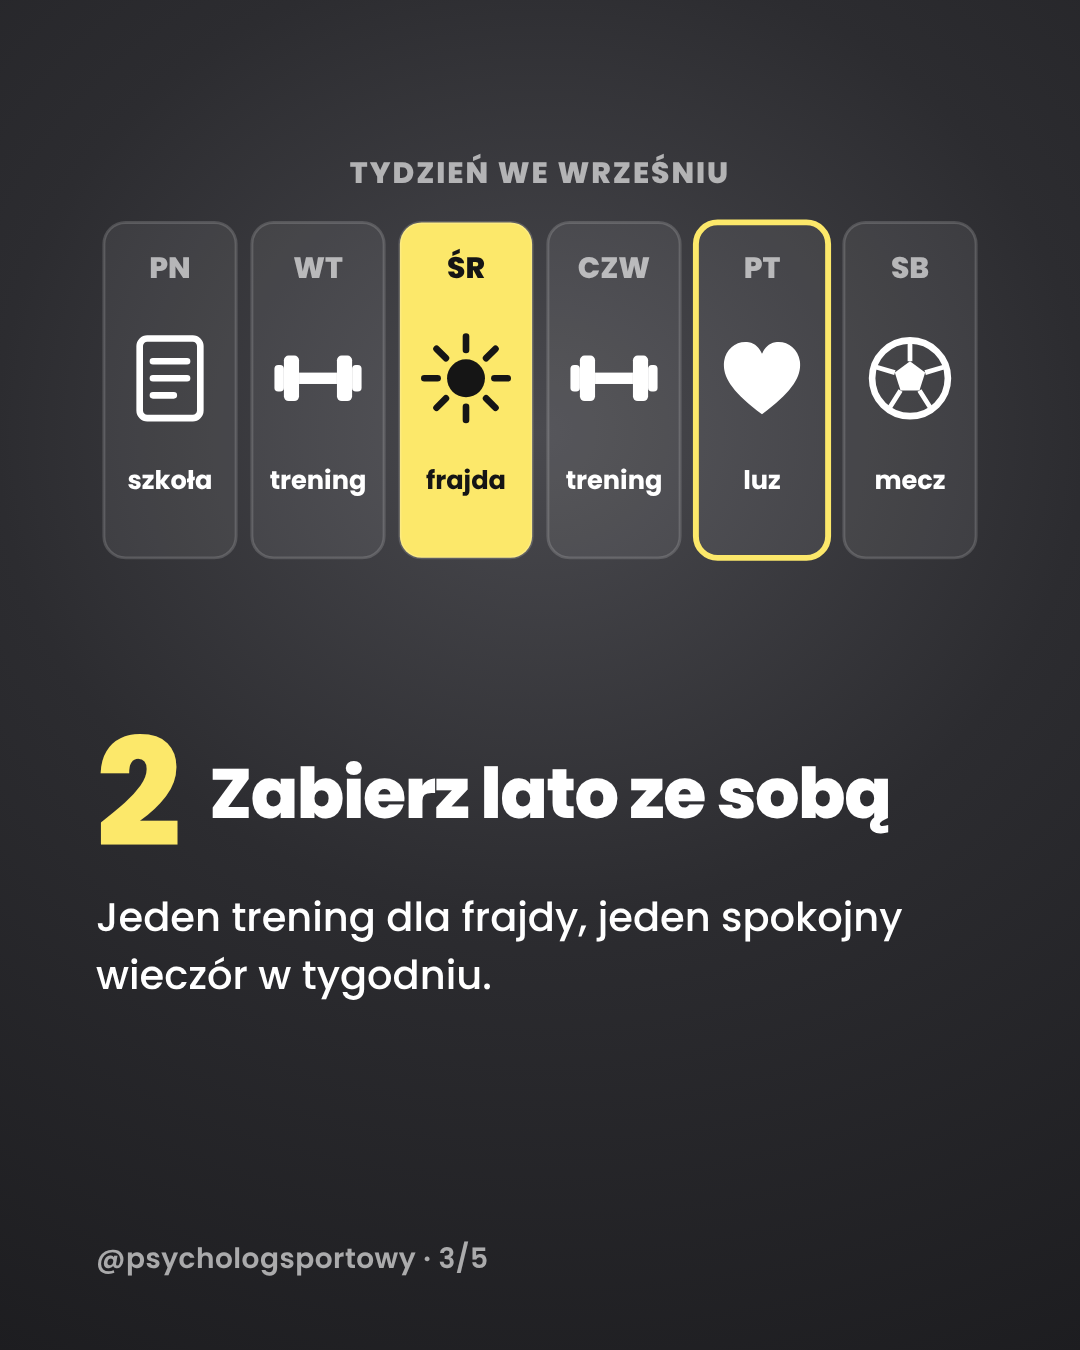 TYDZIEŃ WE WRZEŚNIU
PN WT ŚR CZW PT SB
szkoła trening frajda trening luz mecz
2 Zabierz lato ze sobą
Jeden trening dla frajdy, jeden spokojny
wieczór w tygodniu.
@psychologsportowy · 3/5